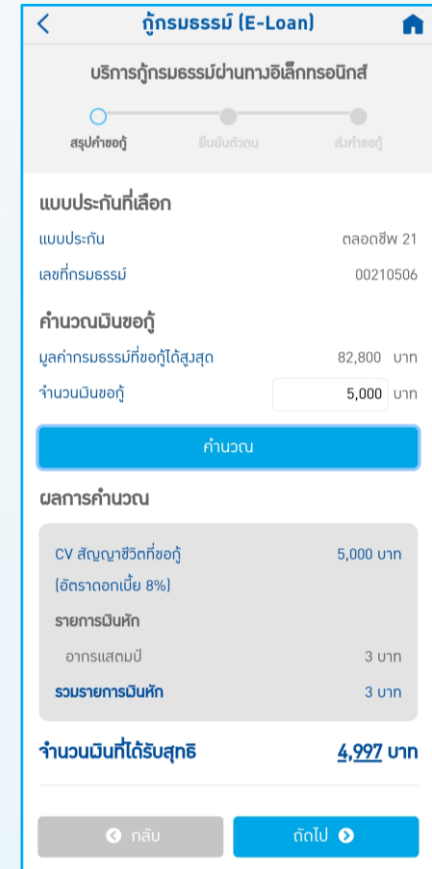 กู้กรมธรรม์ (E-Loan)
บริการกู้กรมธรรม์ผ่านทางอิเล็กทรอนิกส์
สรุปคำขอกู้ ยืนยันตัวตน ส่งคำขอกู้
แบบประกันที่เลือก
แบบประกัน ตลอดชีพ 21
เลขที่กรมธรรม์ 00210506
คำนวณเงินขอกู้
มูลค่ากรมธรรม์ที่ขอกู้ได้สูงสุด 82,800 บาท
จำนวนเงินขอกู้ 5,000 บาท
คำนวณ
ผลการคำนวณ
CV สัญญาชีวิตที่ขอกู้ 5,000 บาท
(อัตราดอกเบี้ย 8%)
รายการเงินหัก
อากรแสตมป์ 3 บาท
รวมรายการเงินหัก 3 บาท
จำนวนเงินที่ได้รับสุทธิ 4,997 บาท
กลับ ถัดไป